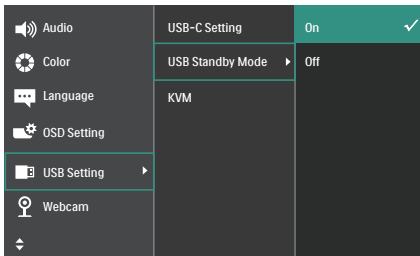 Audio
Color
Language
OSD Setting
USB Setting
Webcam
USB-C Setting
USB Standby Mode
KVM
On
Off